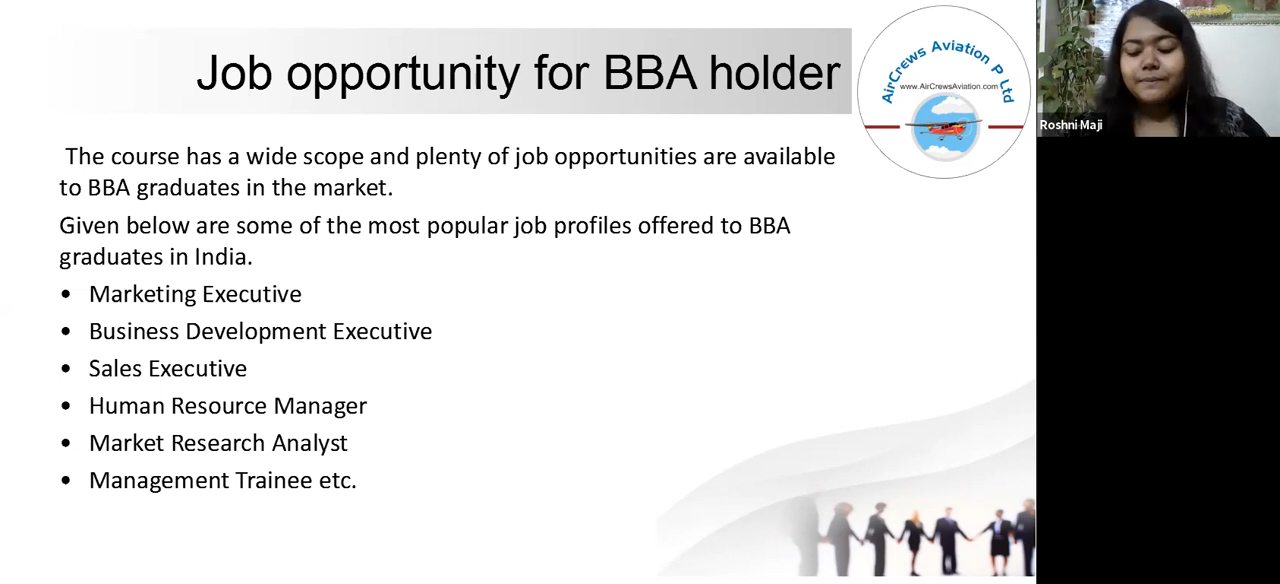 Job opportunity for BBA holder
AirCrews Aviation P Ltd
www.AirCrewsAviation.com
Roshni Maji
The course has a wide scope and plenty of job opportunities are available
to BBA graduates in the market.
Given below are some of the most popular job profiles offered to BBA
graduates in India.
• Marketing Executive
• Business Development Executive
• Sales Executive
• Human Resource Manager
• Market Research Analyst
• Management Trainee etc.